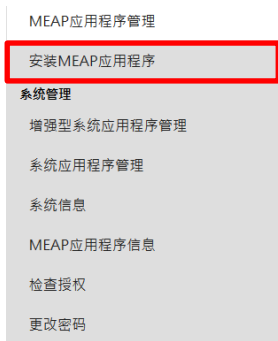 MEAP应用程序管理
安装MEAP应用程序
系统管理
增强型系统应用程序管理
系统应用程序管理
系统信息
MEAP应用程序信息
检查授权
更改密码